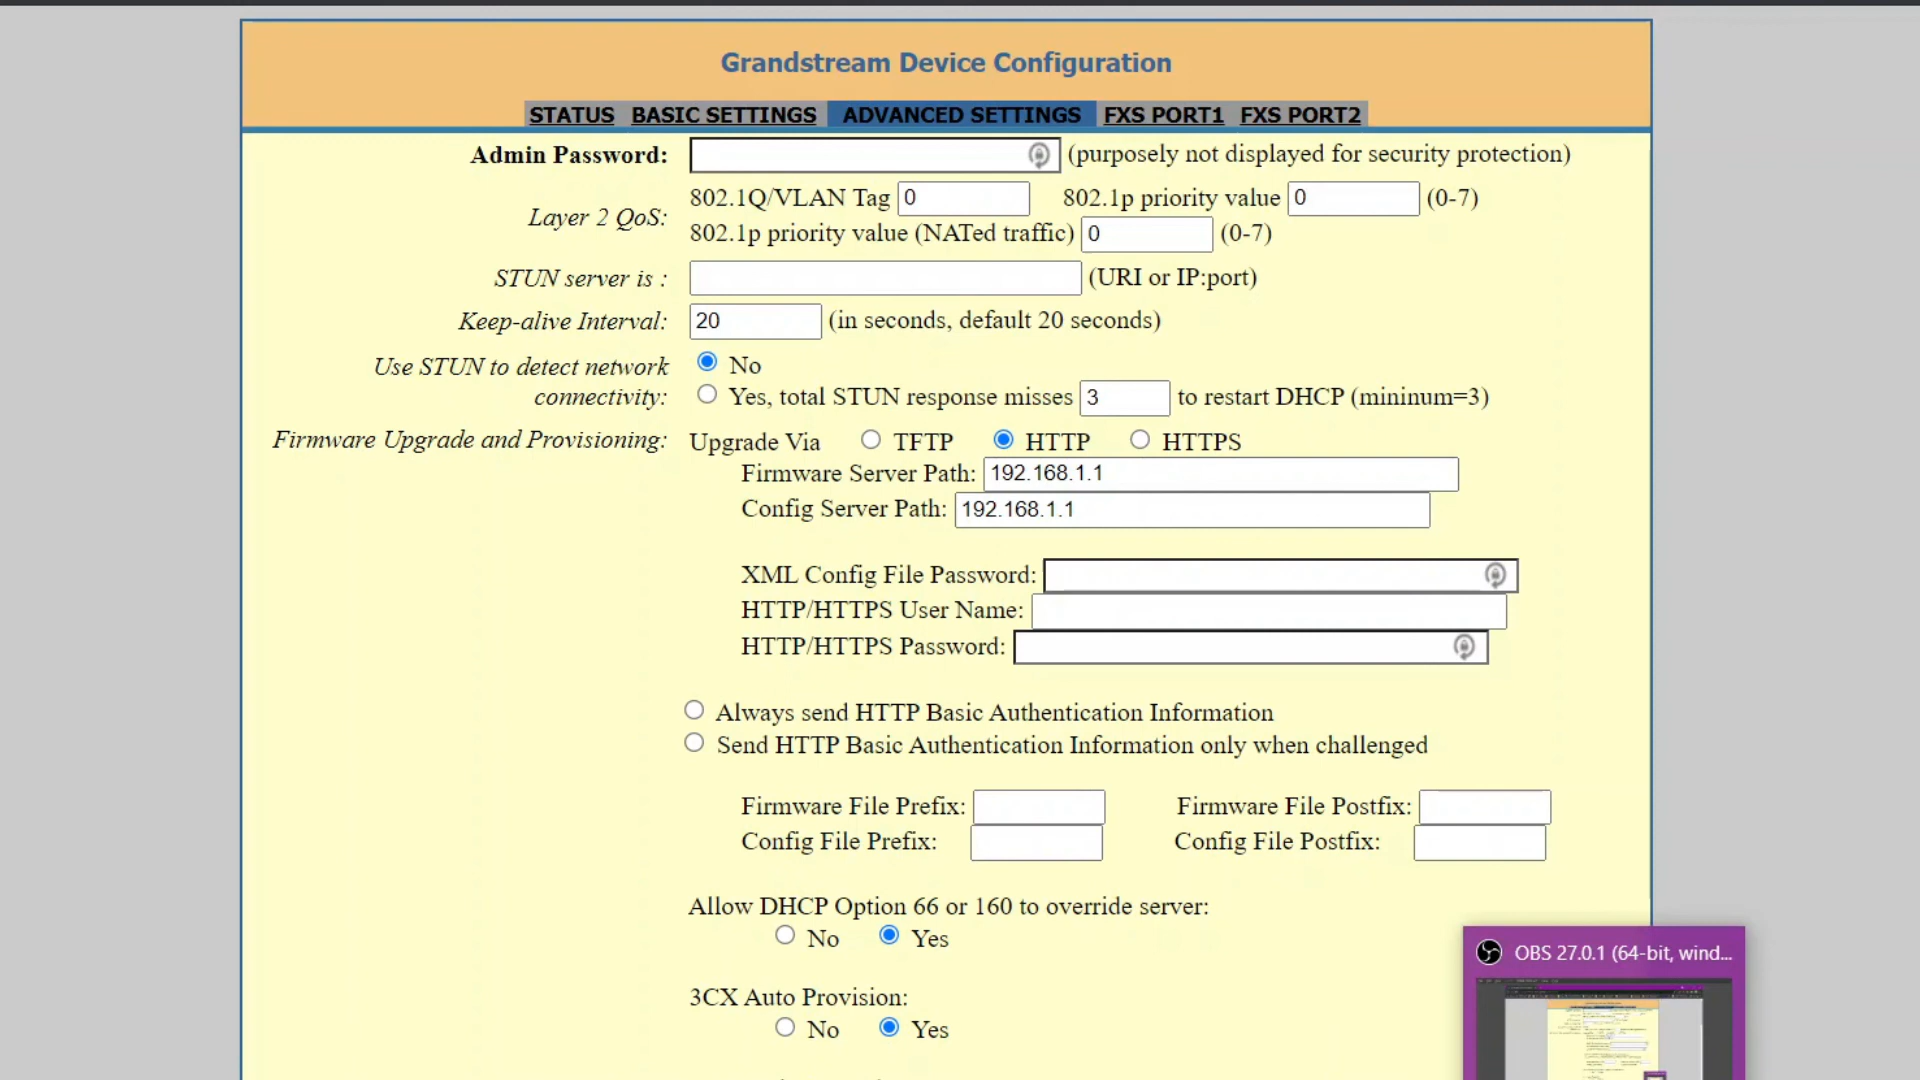 Grandstream Device Configuration
STATUS BASIC SETTINGS ADVANCED SETTINGS FXS PORT1 FXS PORT2
Admin Password: (purposely not displayed for security protection)
Layer 2 QoS: 802.1Q/VLAN Tag 0 802.1p priority value 0 (0-7)
802.1p priority value (NATed traffic) 0 (0-7)
STUN server is : (URI or IP:port)
Keep-alive Interval: 20 (in seconds, default 20 seconds)
Use STUN to detect network connectivity: No
Yes, total STUN response misses 3 to restart DHCP (mininum=3)
Firmware Upgrade and Provisioning: Upgrade Via TFTP HTTP HTTPS
Firmware Server Path: 192.168.1.1
Config Server Path: 192.168.1.1
XML Config File Password:
HTTP/HTTPS User Name:
HTTP/HTTPS Password:
Always send HTTP Basic Authentication Information
Send HTTP Basic Authentication Information only when challenged
Firmware File Prefix: Firmware File Postfix:
Config File Prefix: Config File Postfix:
Allow DHCP Option 66 or 160 to override server:
No Yes
3CX Auto Provision:
No Yes
OBS 27.0.1 (64-bit, wind...